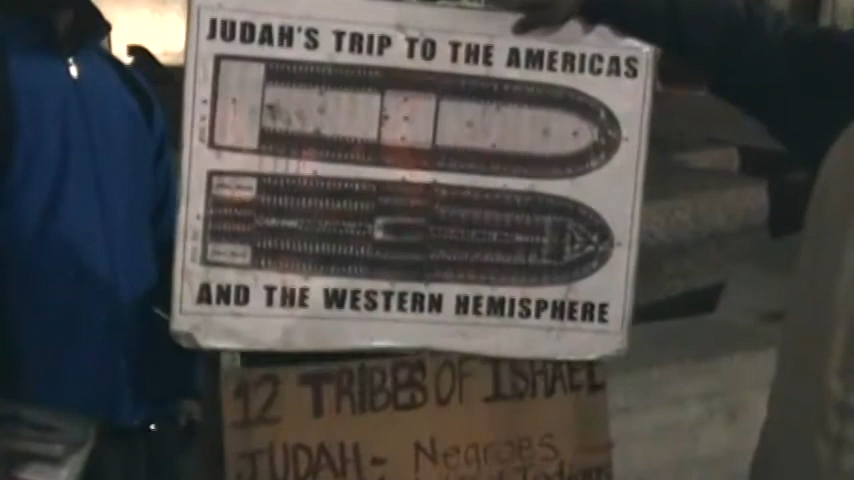 JUDAH'S TRIP TO THE AMERICAS
AND THE WESTERN HEMISPHERE
12 TRIBES OF ISRAEL
JUDAH- Negroes